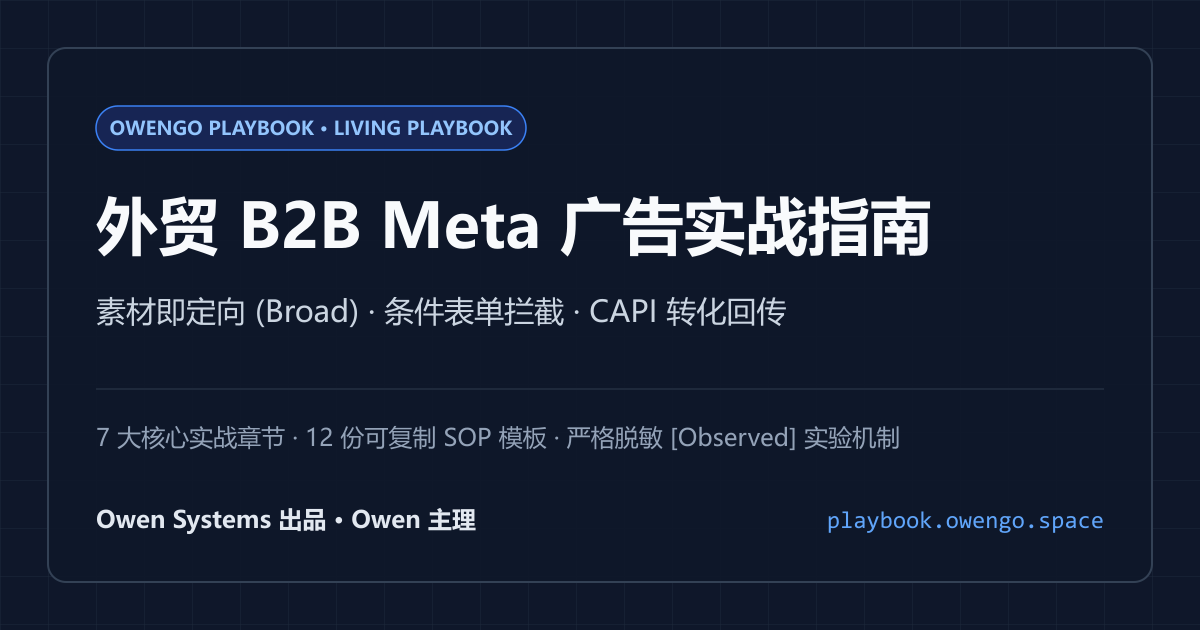 OWENGO PLAYBOOK • LIVING PLAYBOOK
外贸 B2B Meta 广告实战指南
素材即定向 (Broad) · 条件表单拦截 · CAPI 转化回传
7 大核心实战章节 · 12 份可复制 SOP 模板 · 严格脱敏 [Observed] 实验机制
Owen Systems 出品 • Owen 主理
playbook.owengo.space